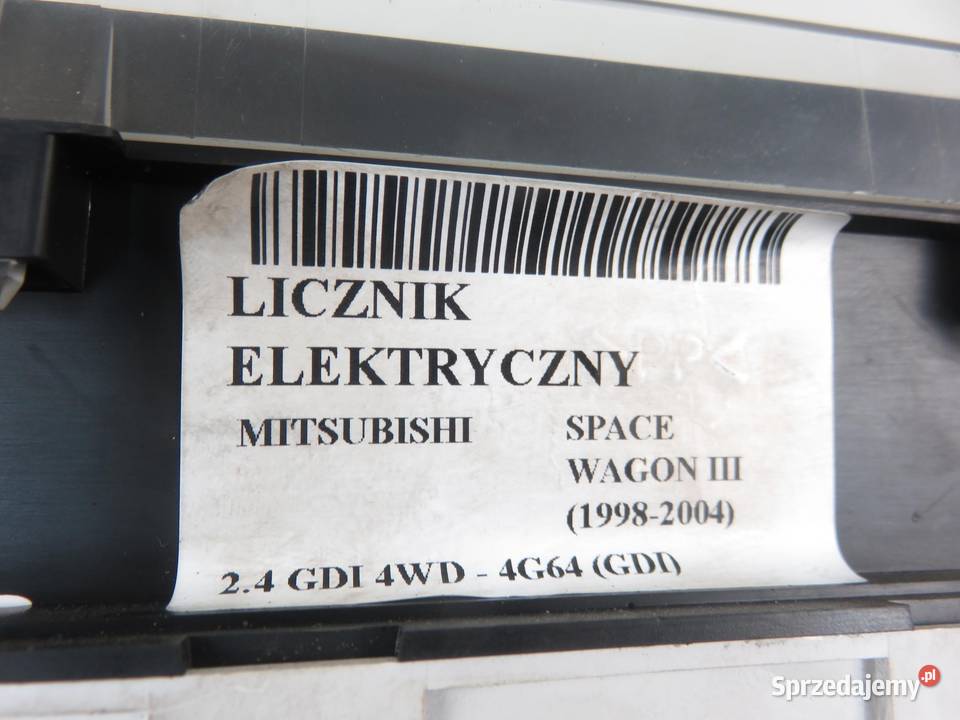 LICZNIK
ELEKTRYCZNY
MITSUBISHI SPACE
WAGON III
(1998-2004)
2.4 GDI 4WD - 4G64 (GDI)
Sprzedajemy.pl